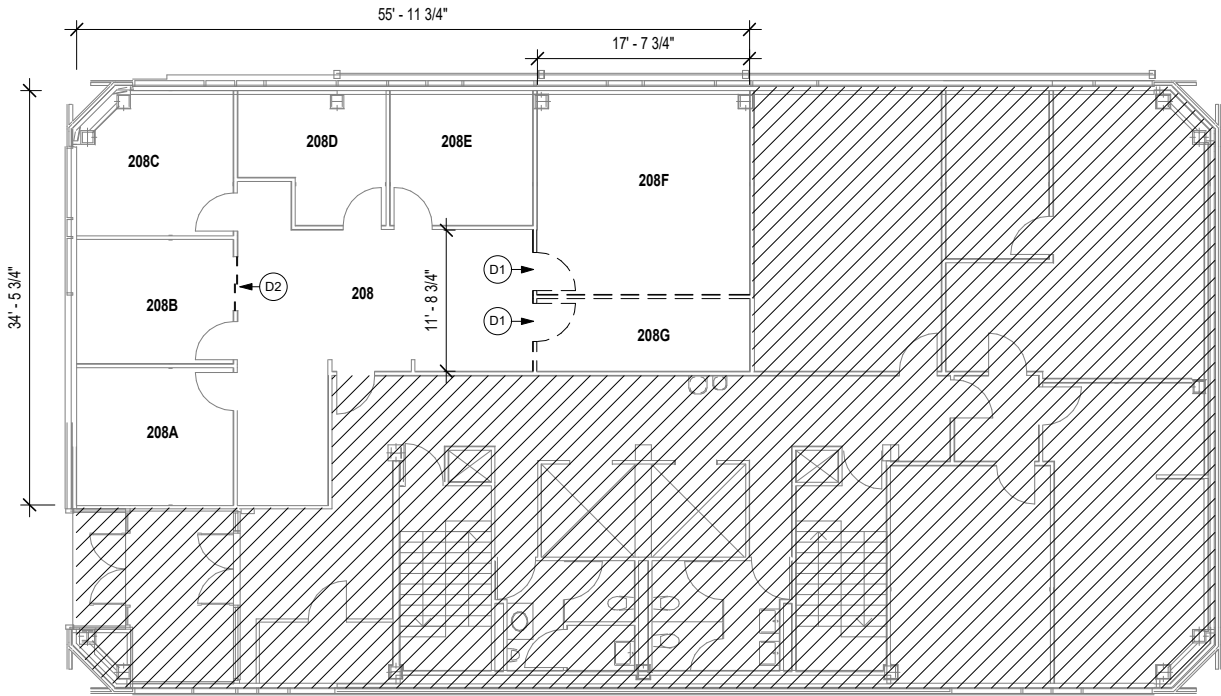 55' - 11 3/4"
17' - 7 3/4"
208C
208D
208E
208F
34' - 5 3/4"
208B
D2
208
11' - 8 3/4"
D1
D1
208G
208A